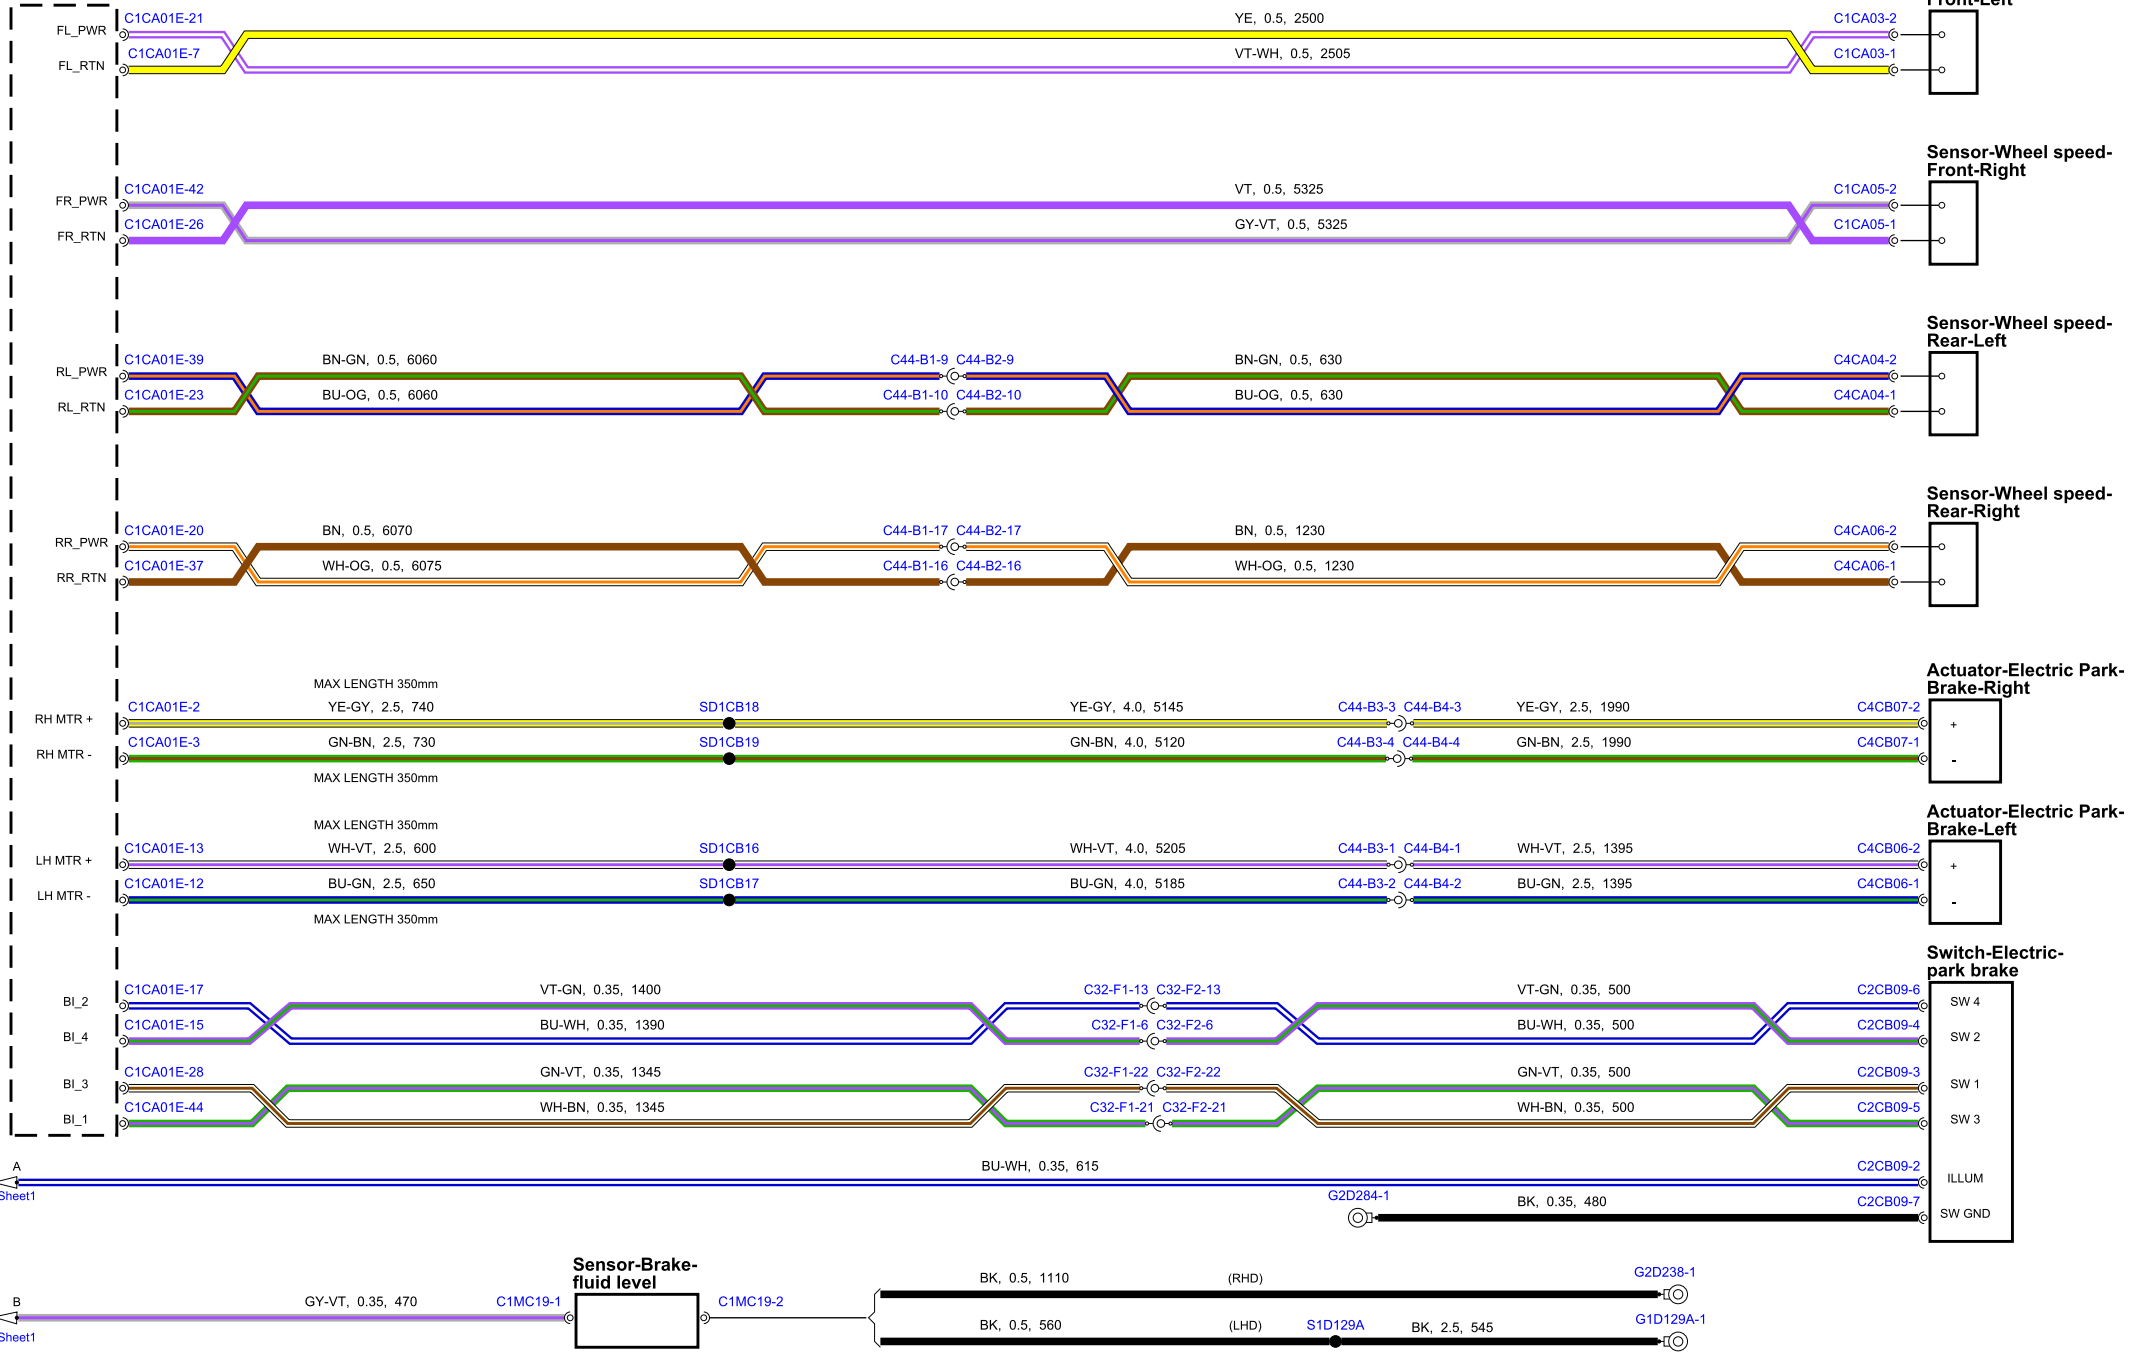 Front-Left
C1CA01E-21 YE, 0.5, 2500 C1CA03-2
FL_PWR
C1CA01E-7 VT-WH, 0.5, 2505 C1CA03-1
FL_RTN
Sensor-Wheel speed-
Front-Right
C1CA01E-42 VT, 0.5, 5325 C1CA05-2
FR_PWR
C1CA01E-26 GY-VT, 0.5, 5325 C1CA05-1
FR_RTN
Sensor-Wheel speed-
Rear-Left
C1CA01E-39 BN-GN, 0.5, 6060 C44-B1-9 C44-B2-9 BN-GN, 0.5, 630 C4CA04-2
RL_PWR
C1CA01E-23 BU-OG, 0.5, 6060 C44-B1-10 C44-B2-10 BU-OG, 0.5, 630 C4CA04-1
RL_RTN
Sensor-Wheel speed-
Rear-Right
C1CA01E-20 BN, 0.5, 6070 C44-B1-17 C44-B2-17 BN, 0.5, 1230 C4CA06-2
RR_PWR
C1CA01E-37 WH-OG, 0.5, 6075 C44-B1-16 C44-B2-16 WH-OG, 0.5, 1230 C4CA06-1
RR_RTN
Actuator-Electric Park-
Brake-Right
MAX LENGTH 350mm
C1CA01E-2 YE-GY, 2.5, 740 SD1CB18 YE-GY, 4.0, 5145 C44-B3-3 C44-B4-3 YE-GY, 2.5, 1990 C4CB07-2
RH MTR + +
C1CA01E-3 GN-BN, 2.5, 730 SD1CB19 GN-BN, 4.0, 5120 C44-B3-4 C44-B4-4 GN-BN, 2.5, 1990 C4CB07-1
RH MTR - -
MAX LENGTH 350mm
Actuator-Electric Park-
Brake-Left
MAX LENGTH 350mm
C1CA01E-13 WH-VT, 2.5, 600 SD1CB16 WH-VT, 4.0, 5205 C44-B3-1 C44-B4-1 WH-VT, 2.5, 1395 C4CB06-2
LH MTR + +
C1CA01E-12 BU-GN, 2.5, 650 SD1CB17 BU-GN, 4.0, 5185 C44-B3-2 C44-B4-2 BU-GN, 2.5, 1395 C4CB06-1
LH MTR - -
MAX LENGTH 350mm
Switch-Electric-
park brake
C1CA01E-17 VT-GN, 0.35, 1400 C32-F1-13 C32-F2-13 VT-GN, 0.35, 500 C2CB09-6
BI_2 SW 4
C1CA01E-15 BU-WH, 0.35, 1390 C32-F1-6 C32-F2-6 BU-WH, 0.35, 500 C2CB09-4
BI_4 SW 2
C1CA01E-28 GN-VT, 0.35, 1345 C32-F1-22 C32-F2-22 GN-VT, 0.35, 500 C2CB09-3
BI_3 SW 1
C1CA01E-44 WH-BN, 0.35, 1345 C32-F1-21 C32-F2-21 WH-BN, 0.35, 500 C2CB09-5
BI_1 SW 3
A BU-WH, 0.35, 615 C2CB09-2
ILLUM
Sheet1
G2D284-1 BK, 0.35, 480 C2CB09-7
SW GND
Sensor-Brake-
fluid level
BK, 0.5, 1110 (RHD) G2D238-1
B GY-VT, 0.35, 470 C1MC19-1 C1MC19-2
BK, 0.5, 560 (LHD) S1D129A BK, 2.5, 545 G1D129A-1
Sheet1